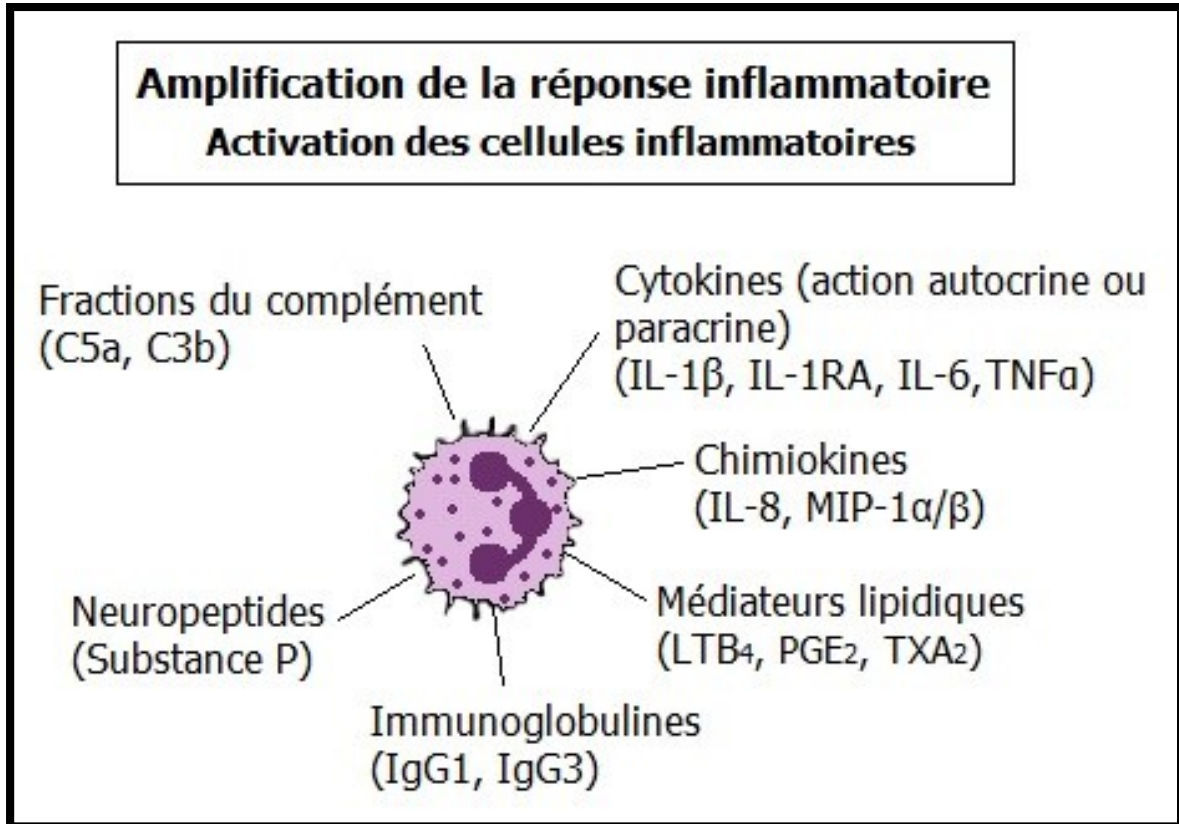 Amplification de la réponse inflammatoire
Activation des cellules inflammatoires
Fractions du complément
(C5a, C3b)
Cytokines (action autocrine ou
paracrine)
(IL-1β, IL-1RA, IL-6,TNFα)
Chimiokines
(IL-8, MIP-1α/β)
Médiateurs lipidiques
(LTB₄, PGE₂, TXA₂)
Neuropeptides
(Substance P)
Immunoglobulines
(IgG1, IgG3)